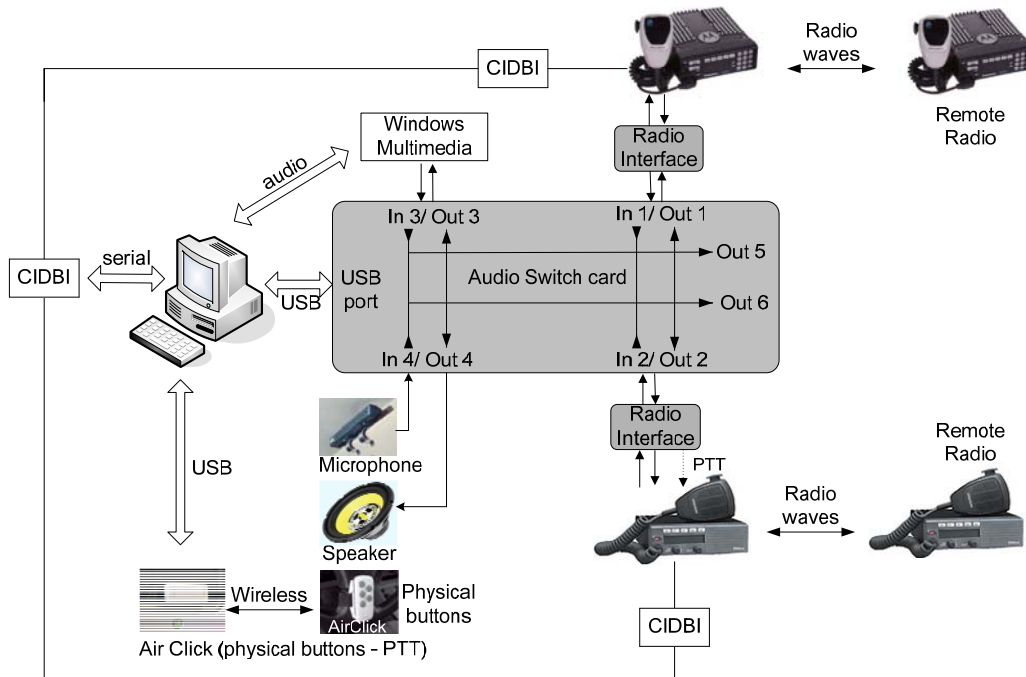 CIDBI
Radio
waves
Remote
Radio
Windows
Multimedia
Radio
Interface
audio
In 3/ Out 3
In 1/ Out 1
CIDBI
serial
USB
USB
port
Audio Switch card
Out 5
Out 6
In 4/ Out 4
In 2/ Out 2
Microphone
Radio
Interface
PTT
Remote
Radio
USB
Speaker
Radio
waves
Wireless
AirClick
Physical
buttons
CIDBI
Air Click (physical buttons - PTT)